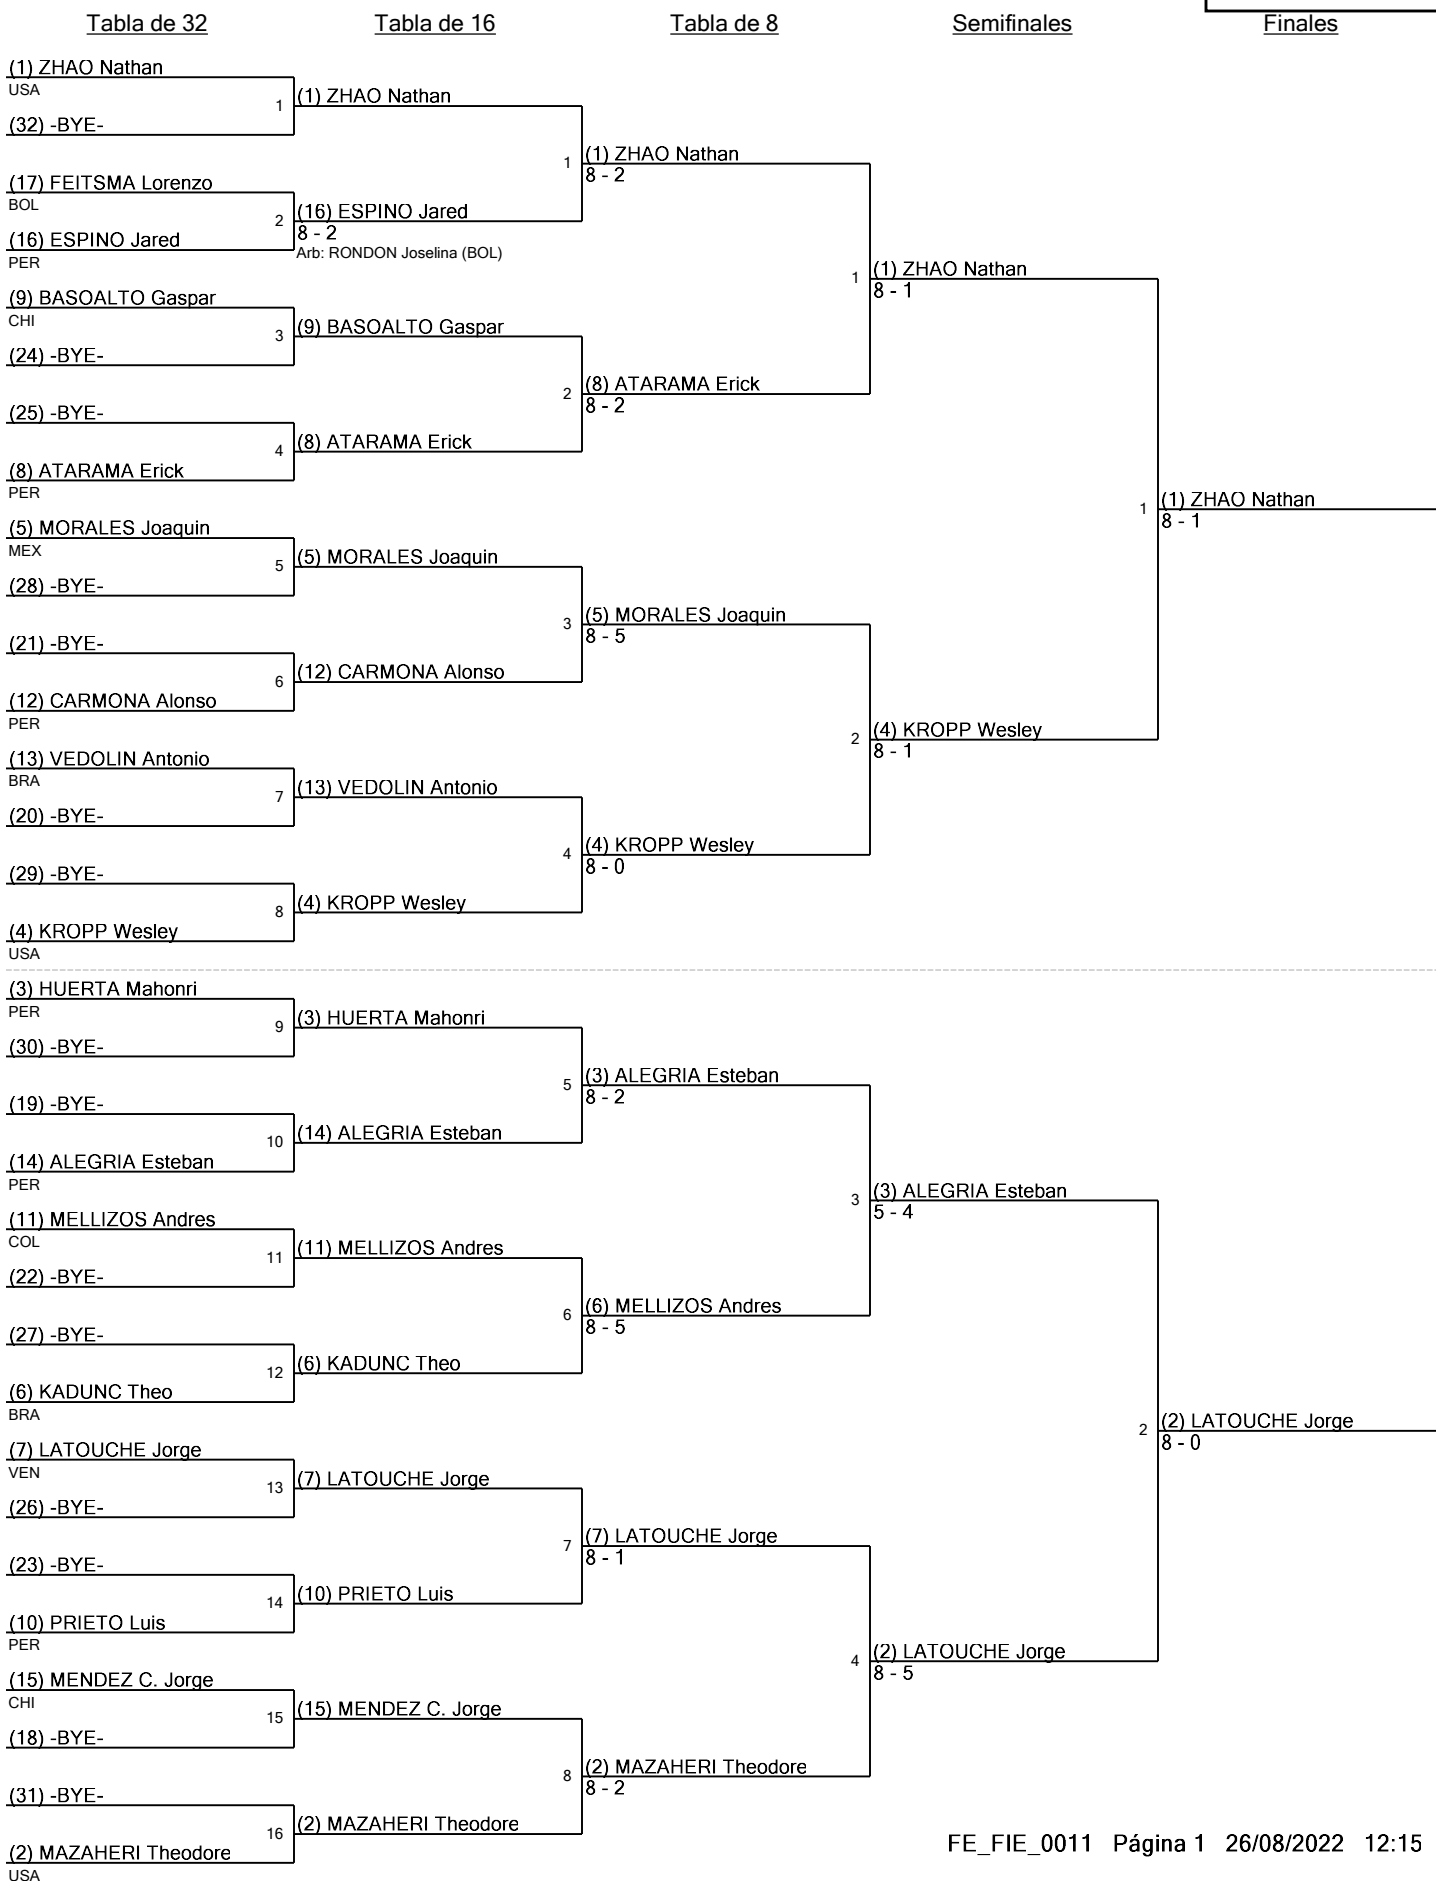 Tabla de 32
Tabla de 16
Tabla de 8
Semifinales
Finales
(1) ZHAO Nathan
USA
1
(32) -BYE-
(17) FEITSMA Lorenzo
BOL
2
(16) ESPINO Jared
PER
(9) BASOALTO Gaspar
CHI
3
(24) -BYE-
(25) -BYE-
4
(8) ATARAMA Erick
PER
(5) MORALES Joaquin
MEX
5
(28) -BYE-
(21) -BYE-
6
(12) CARMONA Alonso
PER
(13) VEDOLIN Antonio
BRA
7
(20) -BYE-
(29) -BYE-
8
(4) KROPP Wesley
USA
(3) HUERTA Mahonri
PER
9
(30) -BYE-
(19) -BYE-
10
(14) ALEGRIA Esteban
PER
(11) MELLIZOS Andres
COL
11
(22) -BYE-
(27) -BYE-
12
(6) KADUNC Theo
BRA
(7) LATOUCHE Jorge
VEN
13
(26) -BYE-
(23) -BYE-
14
(10) PRIETO Luis
PER
(15) MENDEZ C. Jorge
CHI
15
(18) -BYE-
(31) -BYE-
16
(2) MAZAHERI Theodore
USA
(1) ZHAO Nathan
1
(16) ESPINO Jared
8 - 2
Arb: RONDON Joselina (BOL)
(9) BASOALTO Gaspar
2
(8) ATARAMA Erick
(5) MORALES Joaquin
3
(12) CARMONA Alonso
(13) VEDOLIN Antonio
4
(4) KROPP Wesley
(3) HUERTA Mahonri
5
(14) ALEGRIA Esteban
(11) MELLIZOS Andres
6
(6) KADUNC Theo
(7) LATOUCHE Jorge
7
(10) PRIETO Luis
(15) MENDEZ C. Jorge
8
(2) MAZAHERI Theodore
(1) ZHAO Nathan
8 - 2
1
(8) ATARAMA Erick
8 - 2
(5) MORALES Joaquin
8 - 5
2
(4) KROPP Wesley
8 - 0
(3) ALEGRIA Esteban
8 - 2
3
(6) MELLIZOS Andres
8 - 5
(7) LATOUCHE Jorge
8 - 1
4
(2) MAZAHERI Theodore
8 - 2
(1) ZHAO Nathan
8 - 1
1
(4) KROPP Wesley
8 - 1
(3) ALEGRIA Esteban
5 - 4
2
(2) LATOUCHE Jorge
8 - 5
(1) ZHAO Nathan
8 - 1
(2) LATOUCHE Jorge
8 - 0
FE_FIE_0011 Página 1 26/08/2022 12:15